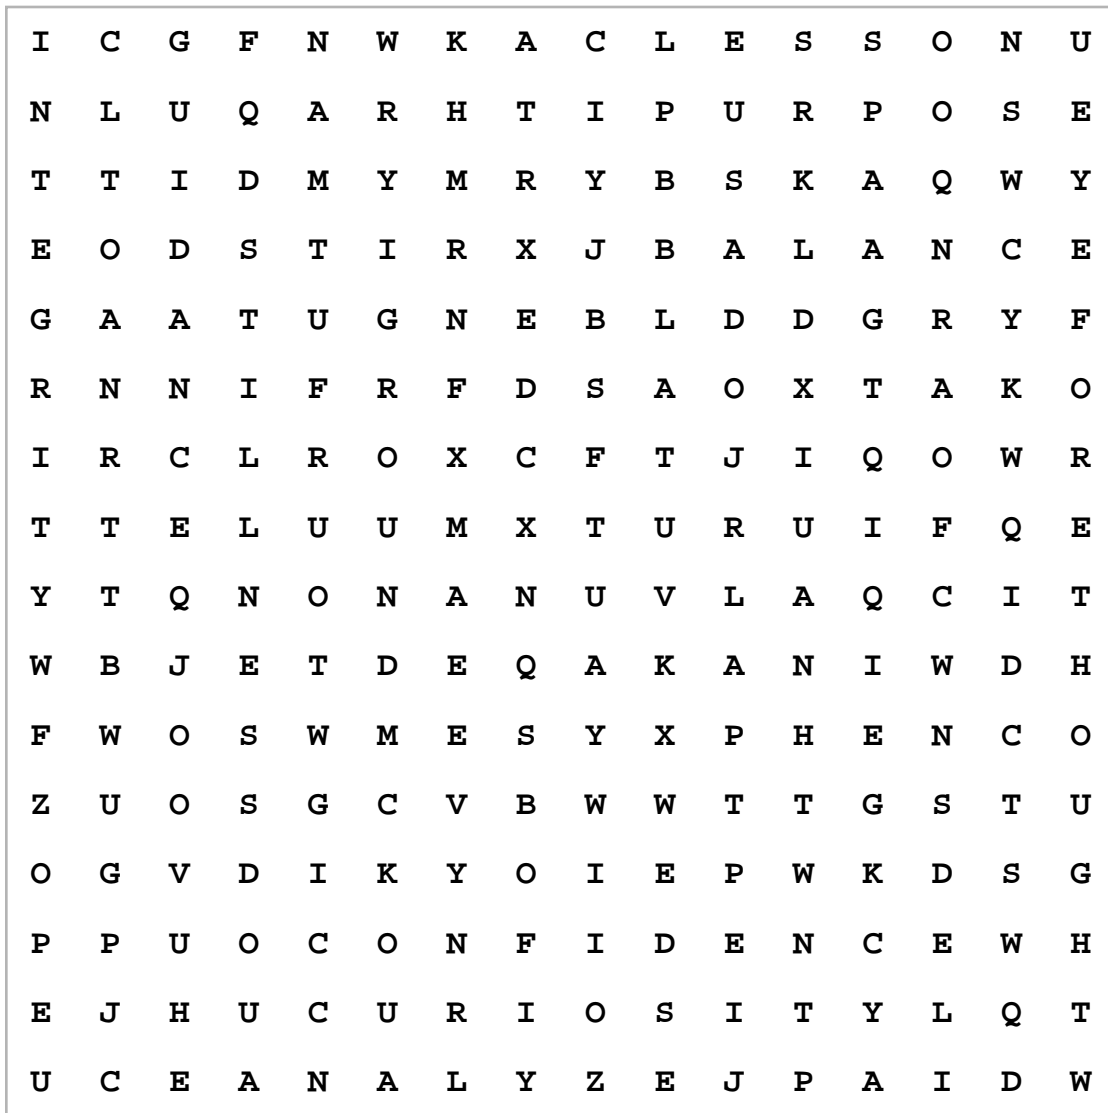 I C G F N W K A C L E S S O N U
N L U Q A R H T I P U R P O S E
T T I D M Y M R Y B S K A Q W Y
E O D S T I R X J B A L A N C E
G A A T U G N E B L D D G R Y F
R N N I F R F D S A O X T A K O
I R C L R O X C F T J I Q O W R
T T E L U U M X T U R U I F Q E
Y T Q N O N A N U V L A Q C I T
W B J E T D E Q A K A N I W D H
F W O S W M E S Y X P H E N C O
Z U O S G C V B W W T T G S T U
O G V D I K Y O I E P W K D S G
P P U O C O N F I D E N C E W H
E J H U C U R I O S I T Y L Q T
U C E A N A L Y Z E J P A I D W